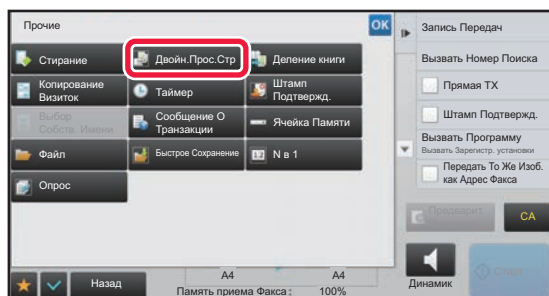 Прочие
OK
Стирание
Двойн.Прос.Стр
Деление книги
Копирование
Визиток
Таймер
Штамп
Подтвержд.
Выбор
Собств. Имени
Сообщение О
Транзакции
Ячейка Памяти
Файл
Быстрое Сохранение
N в 1
Опрос
A4
A4
Назад
Память приема Факса :
100%
Запись Передач
Вызвать Номер Поиска
Прямая TX
Штамп Подтвержд.
Вызвать Программу
Вызвать Зарегистр. установки
Передать То Же Изоб.
как Адрес Факса
Предварит.
CA
Динамик
Старт